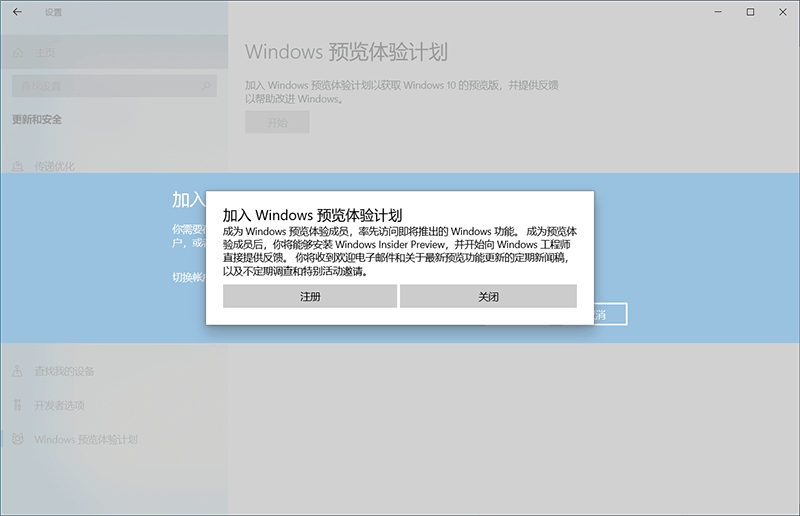 设置
主页
查找设置
更新和安全
传递优化
Windows 预览体验计划
加入 Windows 预览体验计划以获取 Windows 10 的预览版，并提供反馈
以帮助改进 Windows。
开始
加入
你需要
户，或
切换帐户
加入 Windows 预览体验计划
成为 Windows 预览体验成员，率先访问即将推出的 Windows 功能。 成为预览体
验成员后，你将能够安装 Windows Insider Preview，并开始向 Windows 工程师
直接提供反馈。 你将收到欢迎电子邮件和关于最新预览功能更新的定期新闻稿，
以及不定期调查和特别活动邀请。
注册
关闭
消
查找我的设备
开发者选项
Windows 预览体验计划